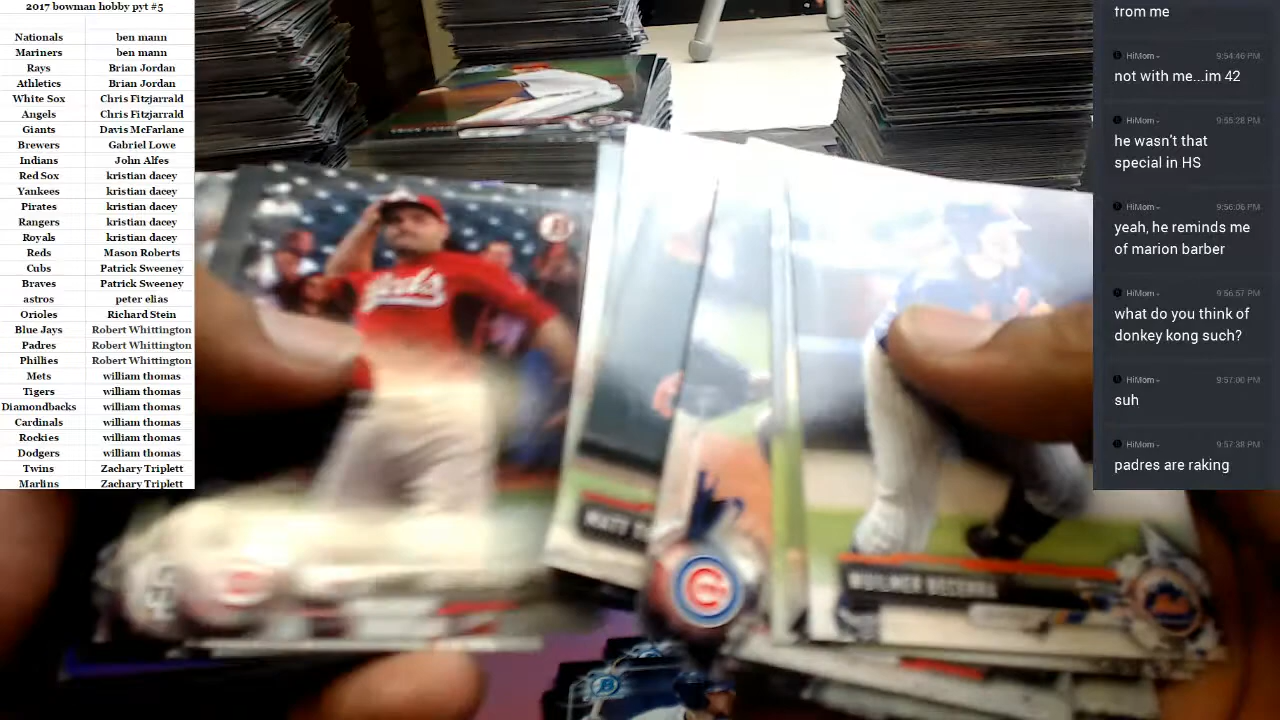 2017 bowman hobby pyt #5
Nationals ben mann
Mariners ben mann
Rays Brian Jordan
Athletics Brian Jordan
White Sox Chris Fitzjarrald
Angels Chris Fitzjarrald
Giants Davis McFarlane
Brewers Gabriel Lowe
Indians John Alfes
Red Sox kristian dacey
Yankees kristian dacey
Pirates kristian dacey
Rangers kristian dacey
Royals kristian dacey
Reds Mason Roberts
Cubs Patrick Sweeney
Braves Patrick Sweeney
astros peter elias
Orioles Richard Stein
Blue Jays Robert Whittington
Padres Robert Whittington
Phillies Robert Whittington
Mets william thomas
Tigers william thomas
Diamondbacks william thomas
Cardinals william thomas
Rockies william thomas
Dodgers william thomas
Twins Zachary Triplett
Marlins Zachary Triplett
from me
HiMom 9:54:46 PM
not with me...im 42
HiMom 9:55:28 PM
he wasn't that
special in HS
HiMom 9:56:06 PM
yeah, he reminds me
of marion barber
HiMom 9:56:57 PM
what do you think of
donkey kong such?
HiMom 9:57:00 PM
suh
HiMom 9:57:38 PM
padres are raking
Reds
MATT
WUILMER BECERRA
Mets